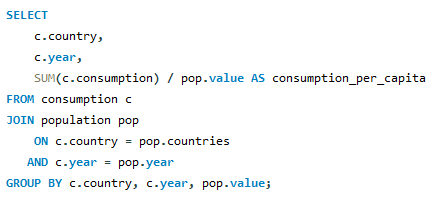 SELECT
    c.country,
    c.year,
    SUM(c.consumption) / pop.value AS consumption_per_capita
FROM consumption c
JOIN population pop
    ON c.country = pop.countries
   AND c.year = pop.year
GROUP BY c.country, c.year, pop.value;